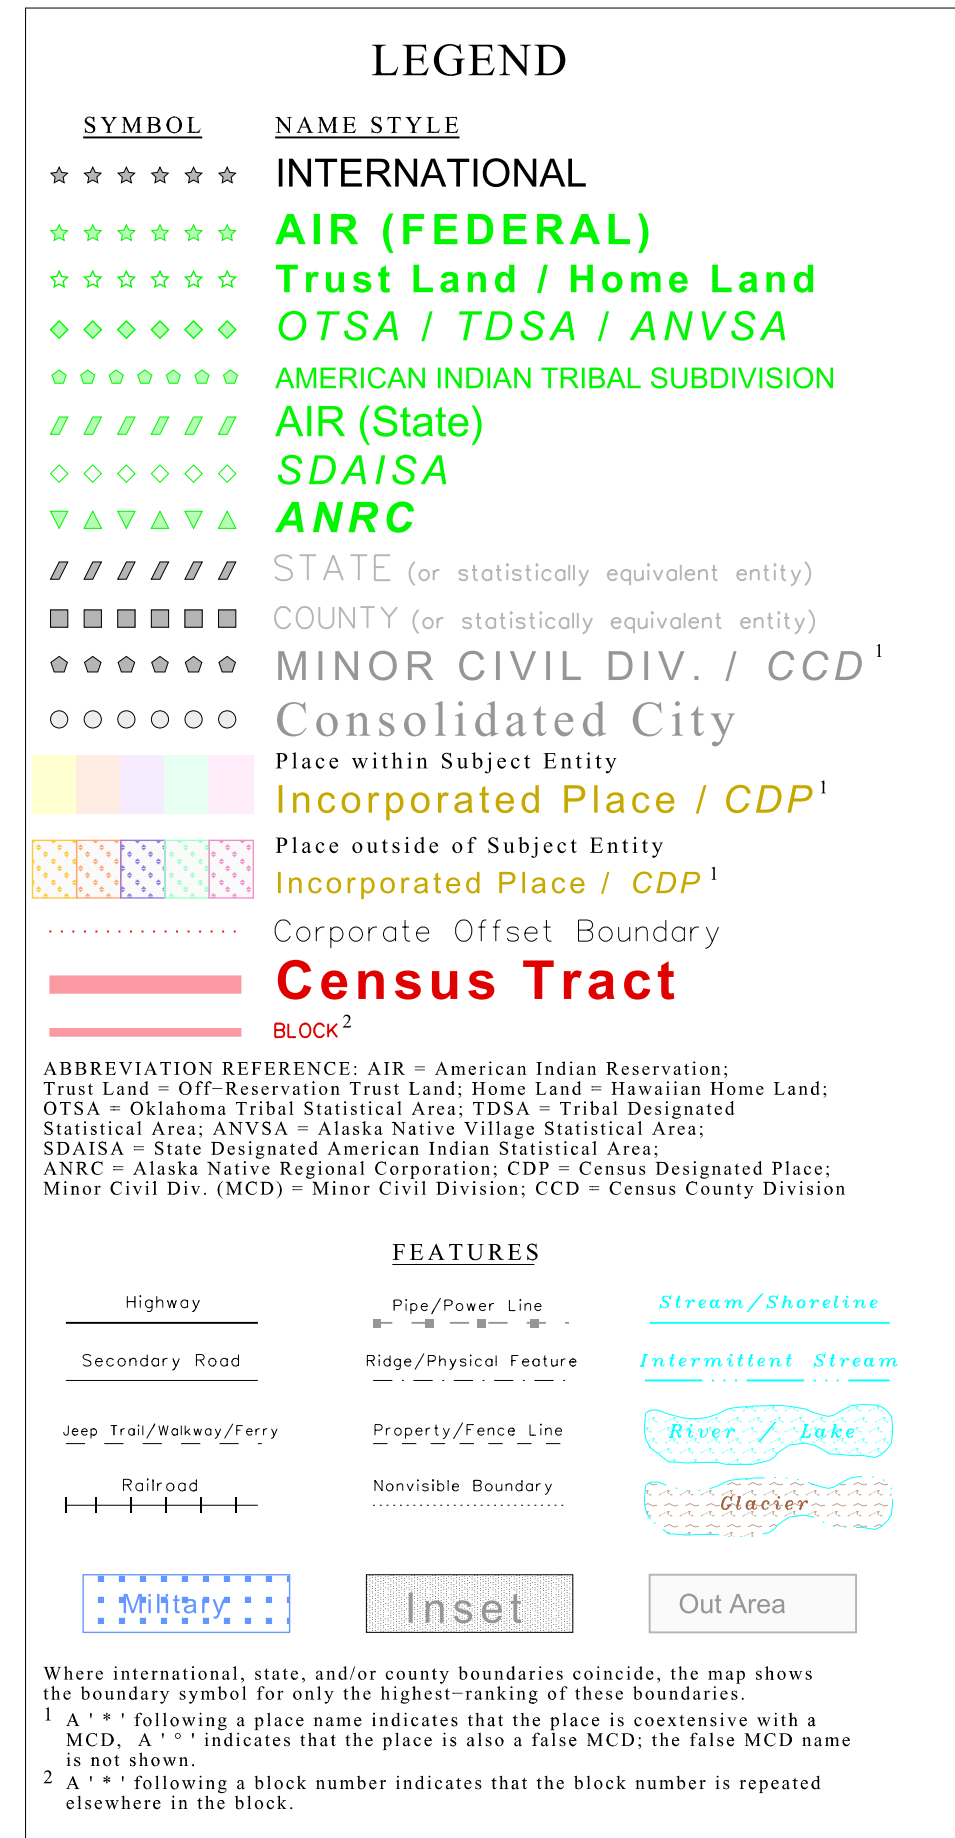 LEGEND
SYMBOL NAME STYLE
INTERNATIONAL
AIR (FEDERAL)
Trust Land / Home Land
OTSA / TDSA / ANVSA
AMERICAN INDIAN TRIBAL SUBDIVISION
AIR (State)
SDAISA
ANRC
STATE (or statistically equivalent entity)
COUNTY (or statistically equivalent entity)
MINOR CIVIL DIV. / CCD 1
Consolidated City
Place within Subject Entity
Incorporated Place / CDP 1
Place outside of Subject Entity
Incorporated Place / CDP 1
Corporate Offset Boundary
Census Tract
BLOCK 2
ABBREVIATION REFERENCE: AIR = American Indian Reservation;
Trust Land = Off−Reservation Trust Land; Home Land = Hawaiian Home Land;
OTSA = Oklahoma Tribal Statistical Area; TDSA = Tribal Designated
Statistical Area; ANVSA = Alaska Native Village Statistical Area;
SDAISA = State Designated American Indian Statistical Area;
ANRC = Alaska Native Regional Corporation; CDP = Census Designated Place;
Minor Civil Div. (MCD) = Minor Civil Division; CCD = Census County Division
FEATURES
Highway Pipe/Power Line Stream/Shoreline
Secondary Road Ridge/Physical Feature Intermittent Stream
Jeep Trail/Walkway/Ferry Property/Fence Line River / Lake
Railroad Nonvisible Boundary Glacier
Military Inset Out Area
Where international, state, and/or county boundaries coincide, the map shows
the boundary symbol for only the highest−ranking of these boundaries.
1 A ' * ' following a place name indicates that the place is coextensive with a
MCD, A ' ° ' indicates that the place is also a false MCD; the false MCD name
is not shown.
2 A ' * ' following a block number indicates that the block number is repeated
elsewhere in the block.